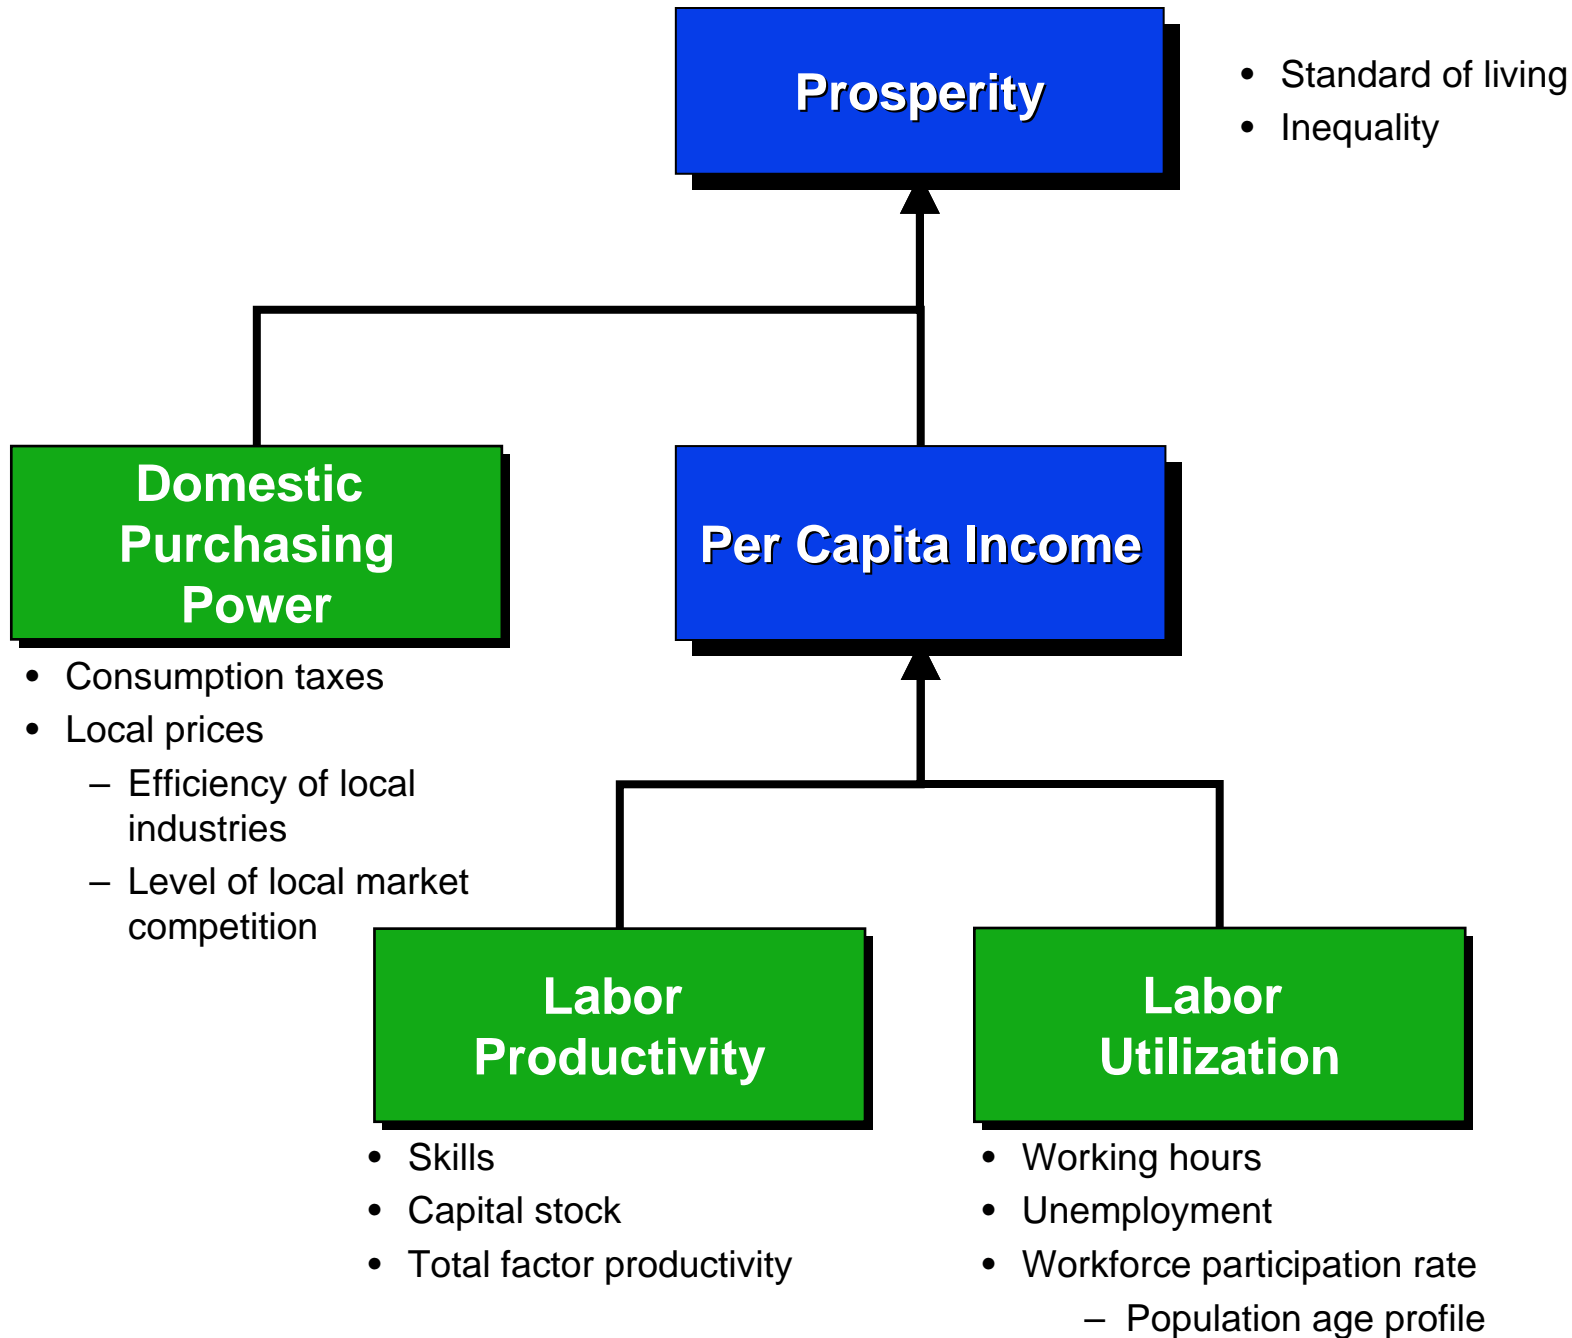 Prosperity
• Standard of living
• Inequality
Domestic
Purchasing
Power
• Consumption taxes
• Local prices
– Efficiency of local
industries
– Level of local market
competition
Per Capita Income
Labor
Productivity
• Skills
• Capital stock
• Total factor productivity
Labor
Utilization
• Working hours
• Unemployment
• Workforce participation rate
– Population age profile